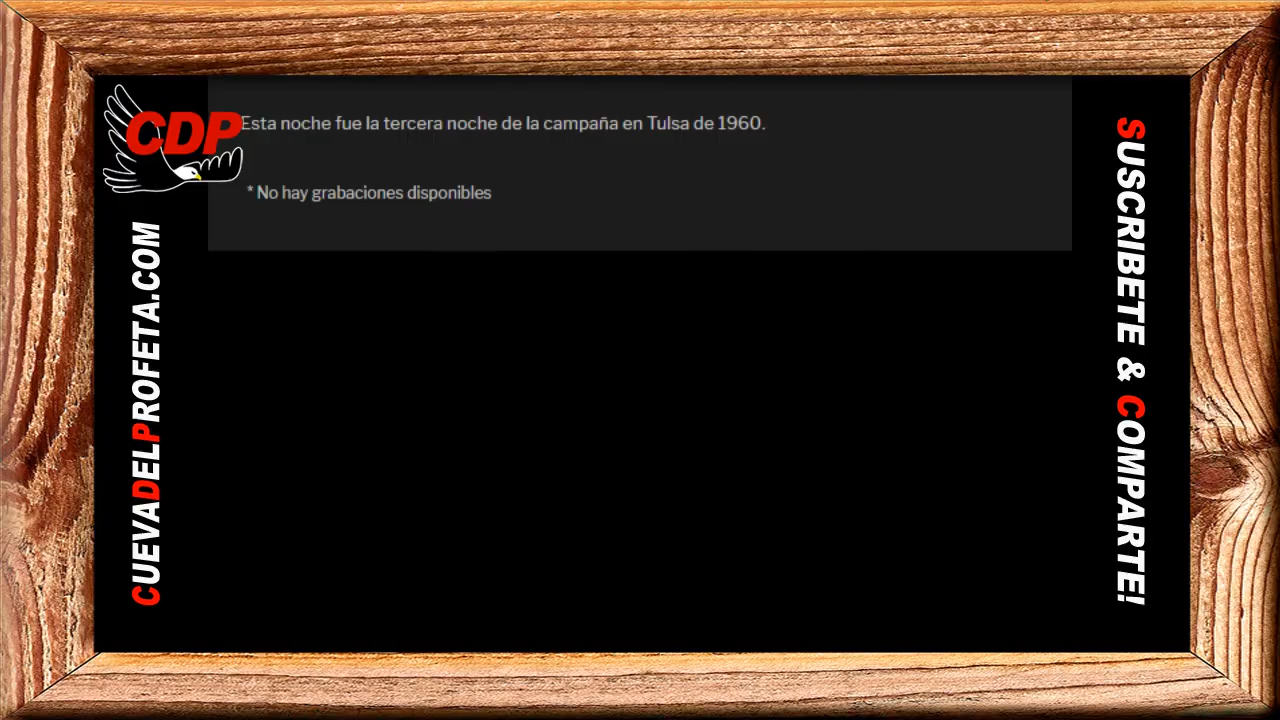 CDP
Esta noche fue la tercera noche de la campaña en Tulsa de 1960.
* No hay grabaciones disponibles
CUEVADELPROFETA.COM
SUSCRIBETE & COMPARTE!